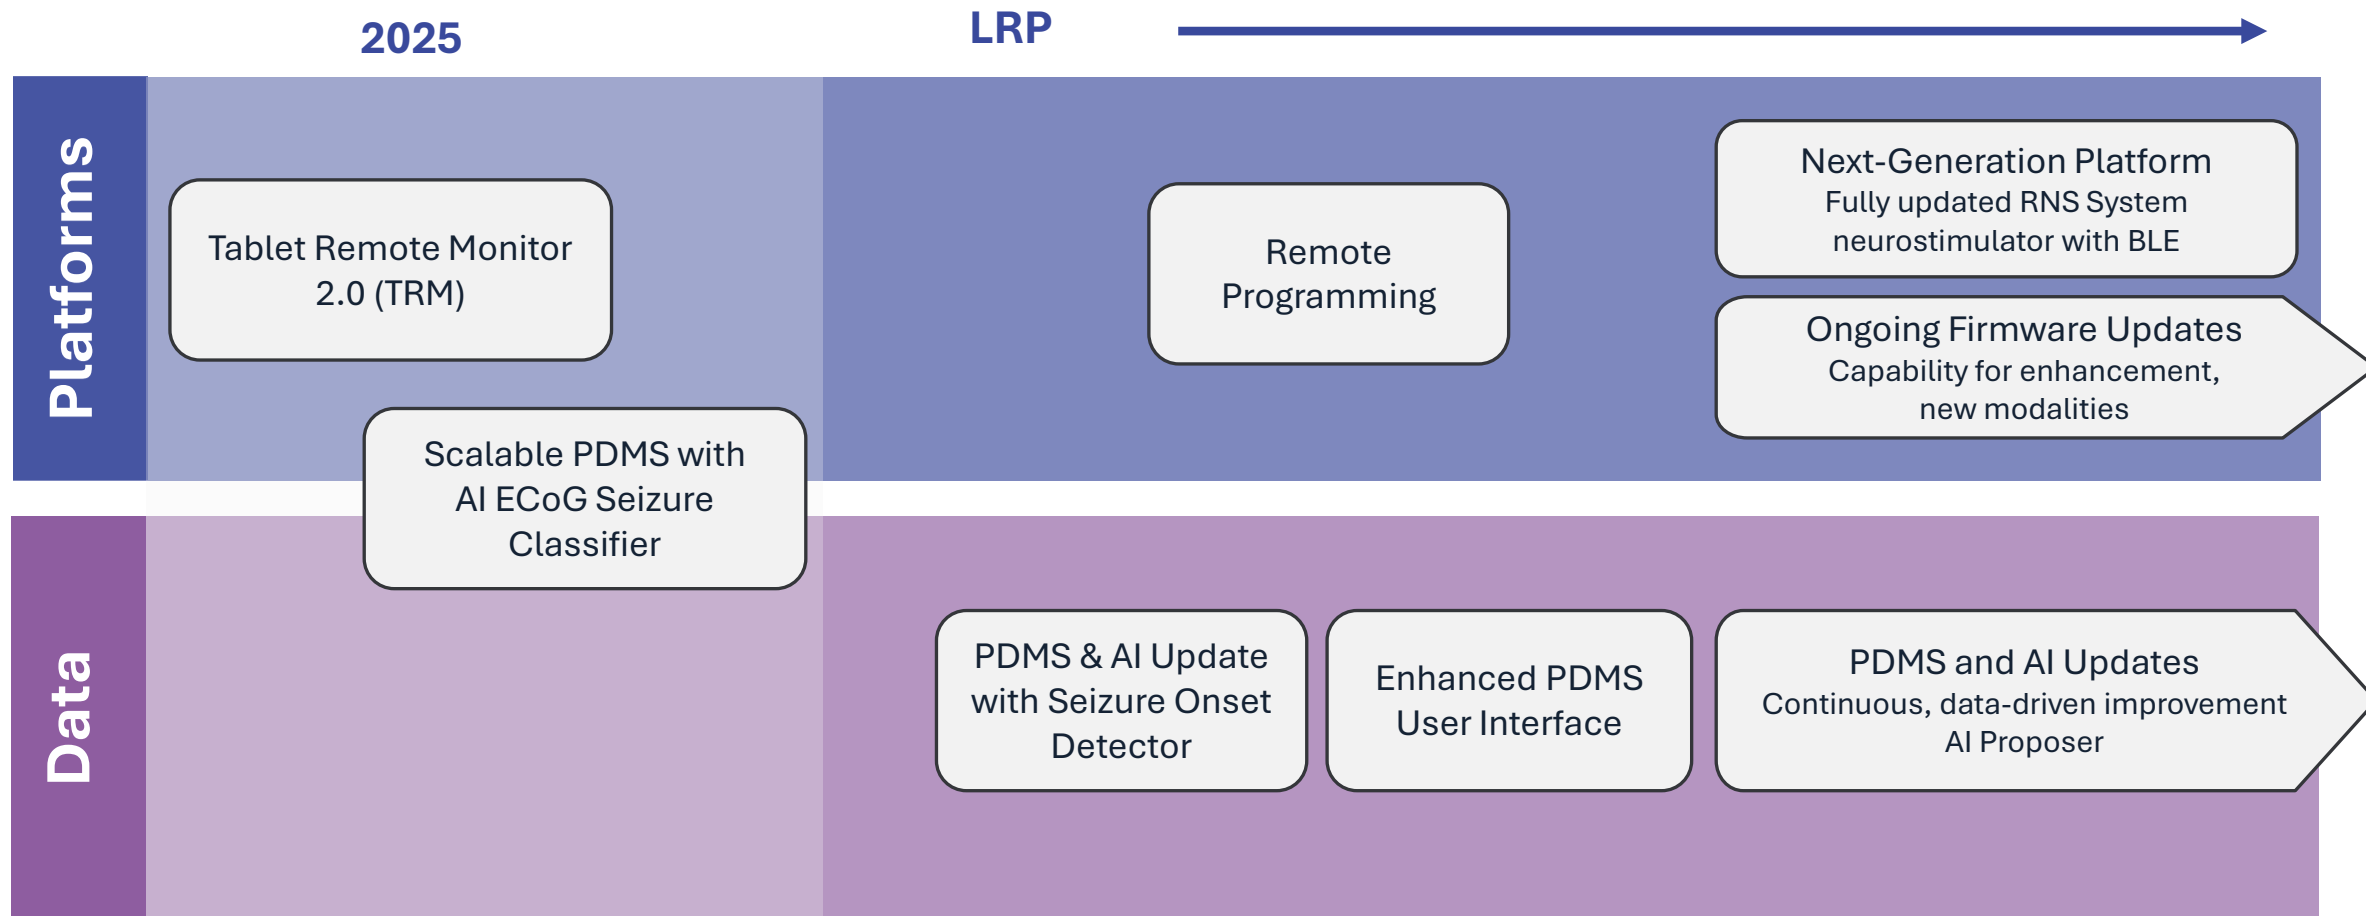 2025
LRP
Platforms
Tablet Remote Monitor
2.0 (TRM)
Remote
Programming
Next-Generation Platform
Fully updated RNS System
neurostimulator with BLE
Ongoing Firmware Updates
Capability for enhancement,
new modalities
Scalable PDMS with
AI ECoG Seizure
Classifier
Data
PDMS & AI Update
with Seizure Onset
Detector
Enhanced PDMS
User Interface
PDMS and AI Updates
Continuous, data-driven improvement
AI Proposer